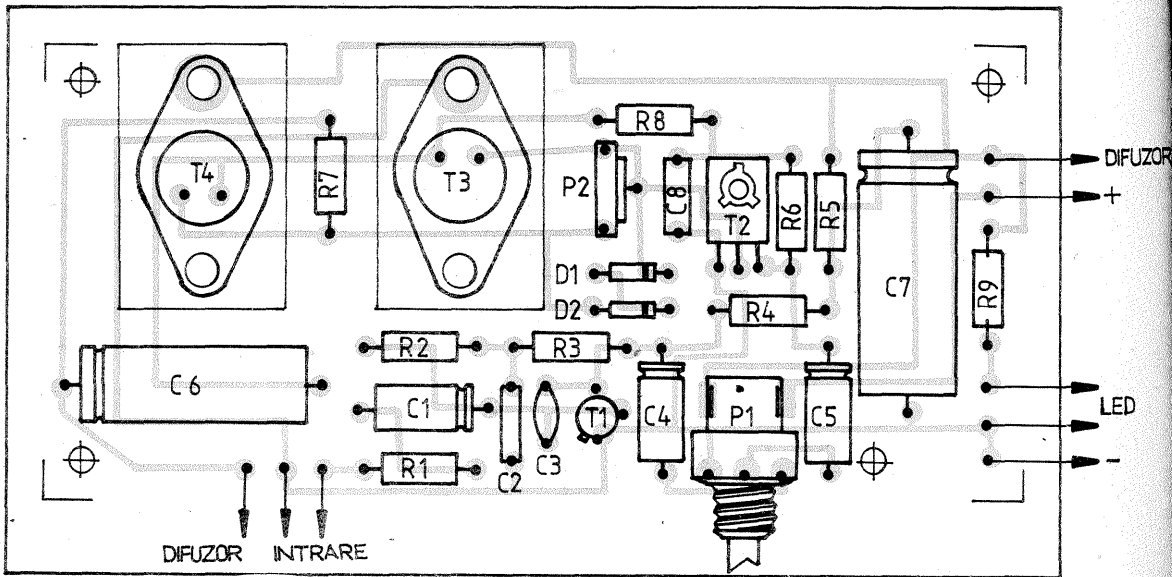 R8
DIFUZOR
T4
R7
T3
P2
C8
T2
R6
R5
+
D1
D2
C7
R9
R4
R2
R3
C6
C1
C2
C3
T1
C4
P1
C5
LED
R1
-
DIFUZOR INTRARE